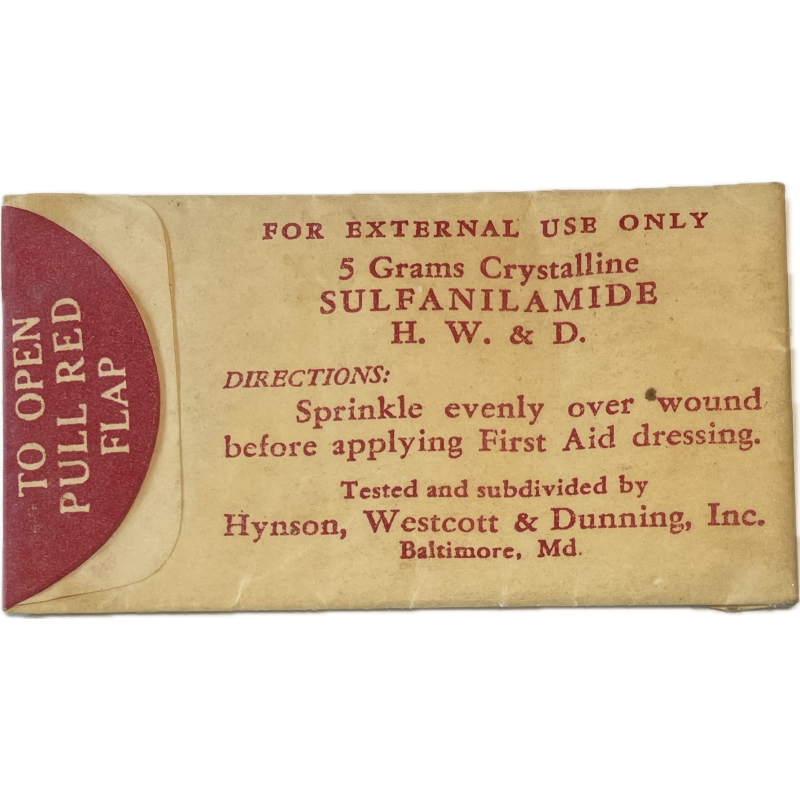 TO OPEN
PULL RED
FLAP
FOR EXTERNAL USE ONLY
5 Grams Crystalline
SULFANILAMIDE
H. W. & D.
DIRECTIONS:
Sprinkle evenly over wound
before applying First Aid dressing.
Tested and subdivided by
Hynson, Westcott & Dunning, Inc.
Baltimore, Md.